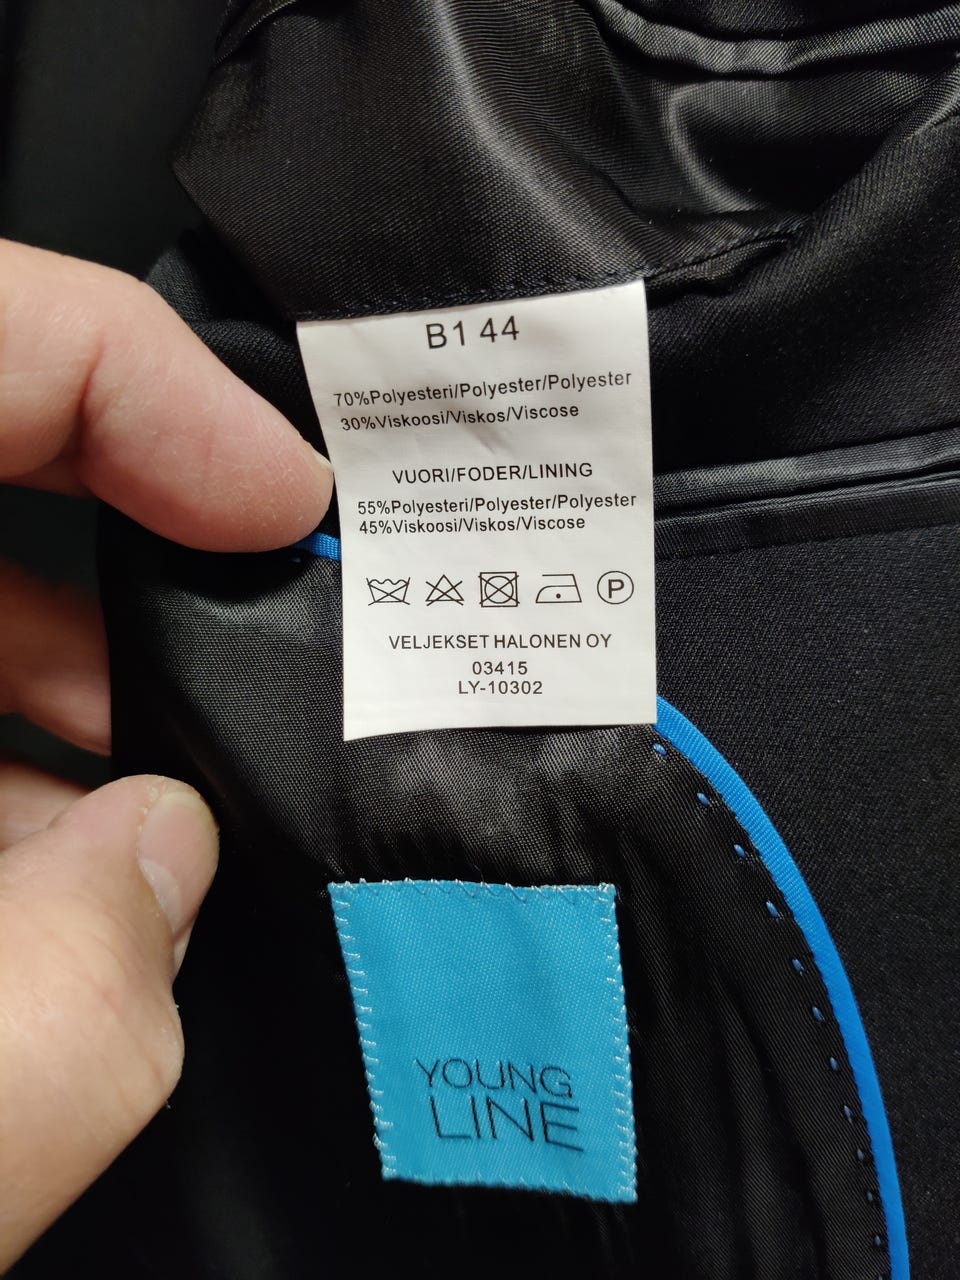 B1 44
70%Polyesteri/Polyester/Polyester
30%Viskoosi/Viskos/Viscose
VUORI/FODER/LINING
55%Polyesteri/Polyester/Polyester
45%Viskoosi/Viskos/Viscose
P
VELJEKSET HALONEN OY
03415
LY-10302
YOUNG
LINE